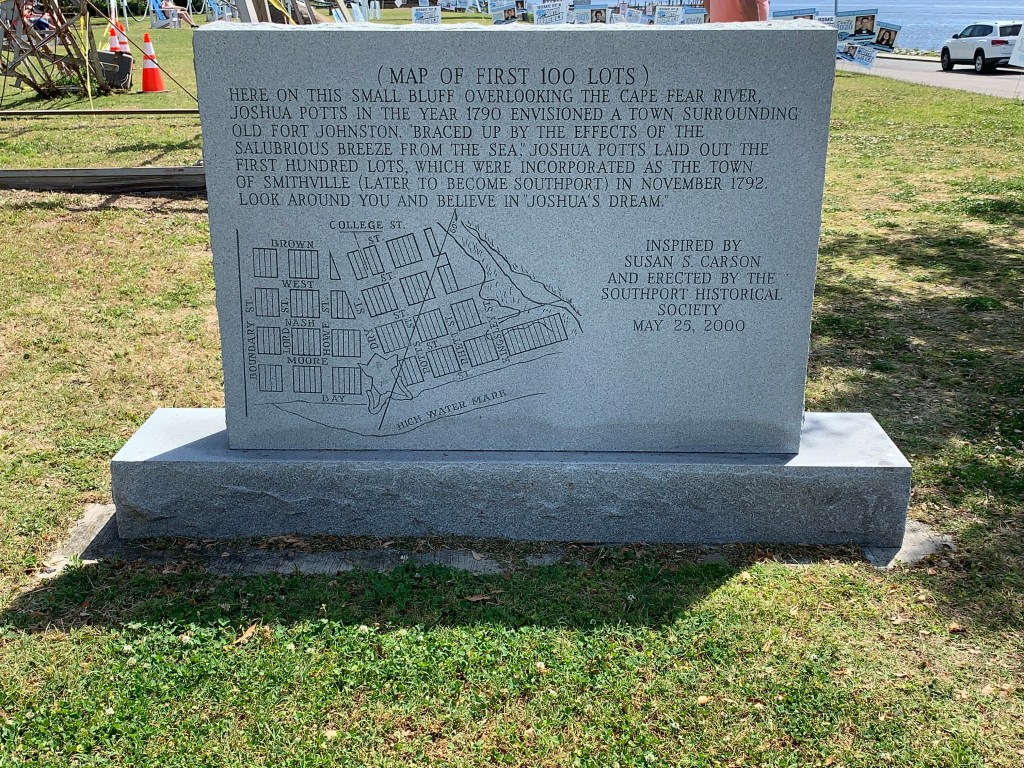 (MAP OF FIRST 100 LOTS)
HERE ON THIS SMALL BLUFF OVERLOOKING THE CAPE FEAR RIVER,
JOSHUA POTTS IN THE YEAR 1790 ENVISIONED A TOWN SURROUNDING
OLD FORT JOHNSTON. "BRACED UP BY THE EFFECTS OF THE
SALUBRIOUS BREEZE FROM THE SEA," JOSHUA POTTS LAID OUT THE
FIRST HUNDRED LOTS, WHICH WERE INCORPORATED AS THE TOWN
OF SMITHVILLE (LATER TO BECOME SOUTHPORT) IN NOVEMBER 1792.
LOOK AROUND YOU AND BELIEVE IN "JOSHUA'S DREAM."
COLLEGE ST.
BROWN ST.
WEST ST.
NASH ST.
MOORE ST.
BAY
BOUNDARY ST.
LORD ST.
HOWE ST.
DRY ST.
HIGH WATER MARK
INSPIRED BY
SUSAN S. CARSON
AND ERECTED BY THE
SOUTHPORT HISTORICAL
SOCIETY
MAY 25, 2000